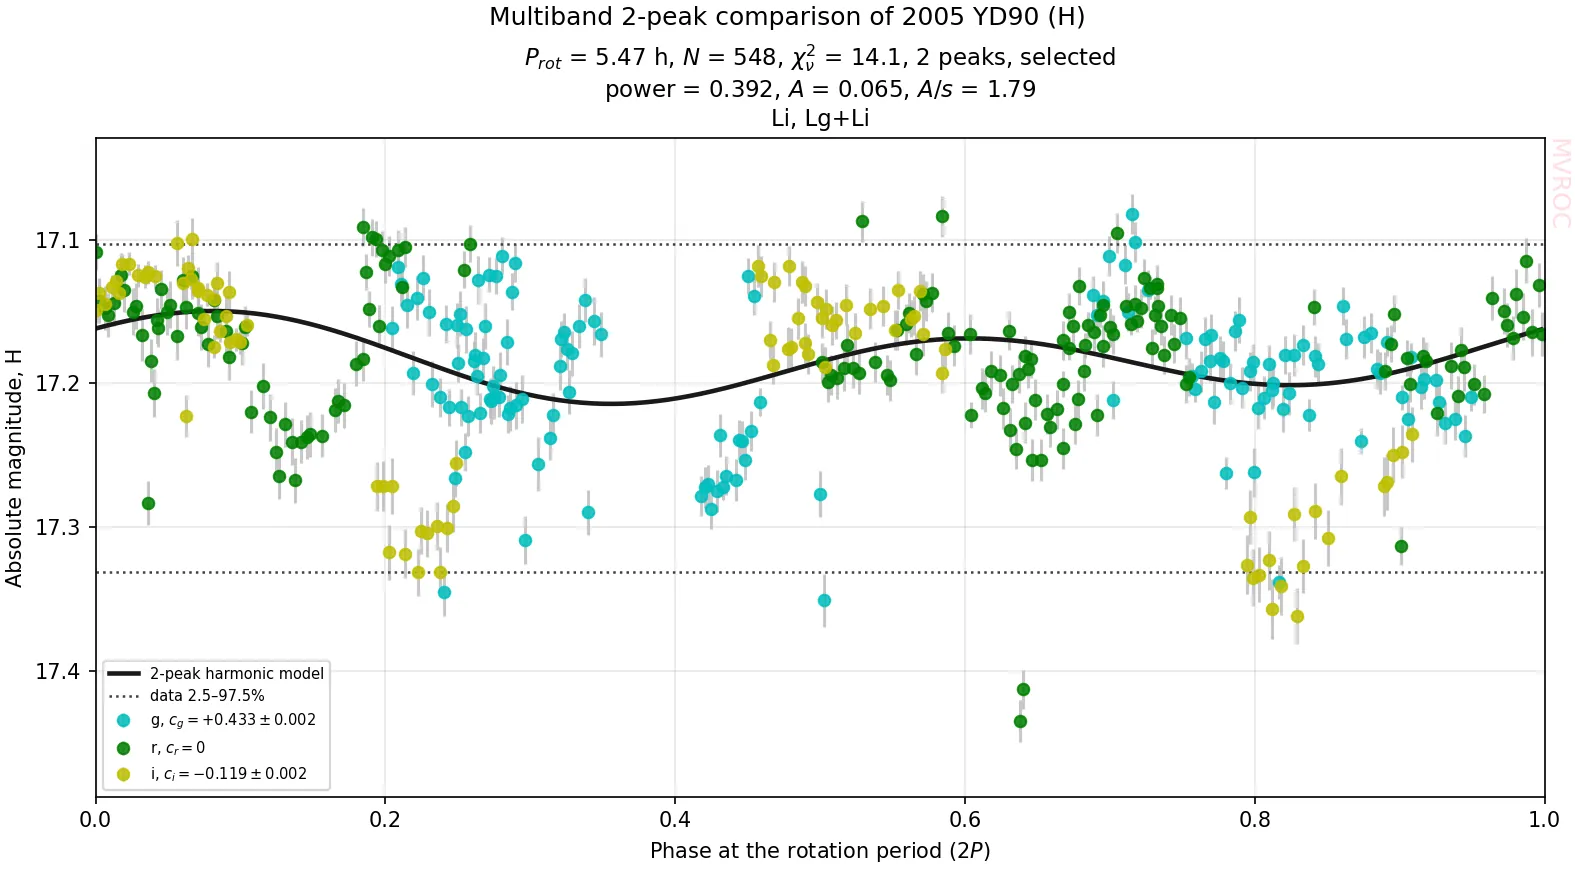 Multiband 2-peak comparison of 2005 YD90 (H)
P_rot = 5.47 h, N = 548, χ²_ν = 14.1, 2 peaks, selected
power = 0.392, A = 0.065, A/s = 1.79
Li, Lg+Li
MVROC
Absolute magnitude, H
17.1
17.2
17.3
17.4
2-peak harmonic model
data 2.5–97.5%
g, c_g = +0.433 ± 0.002
r, c_r = 0
i, c_i = −0.119 ± 0.002
0.0 0.2 0.4 0.6 0.8 1.0
Phase at the rotation period (2P)